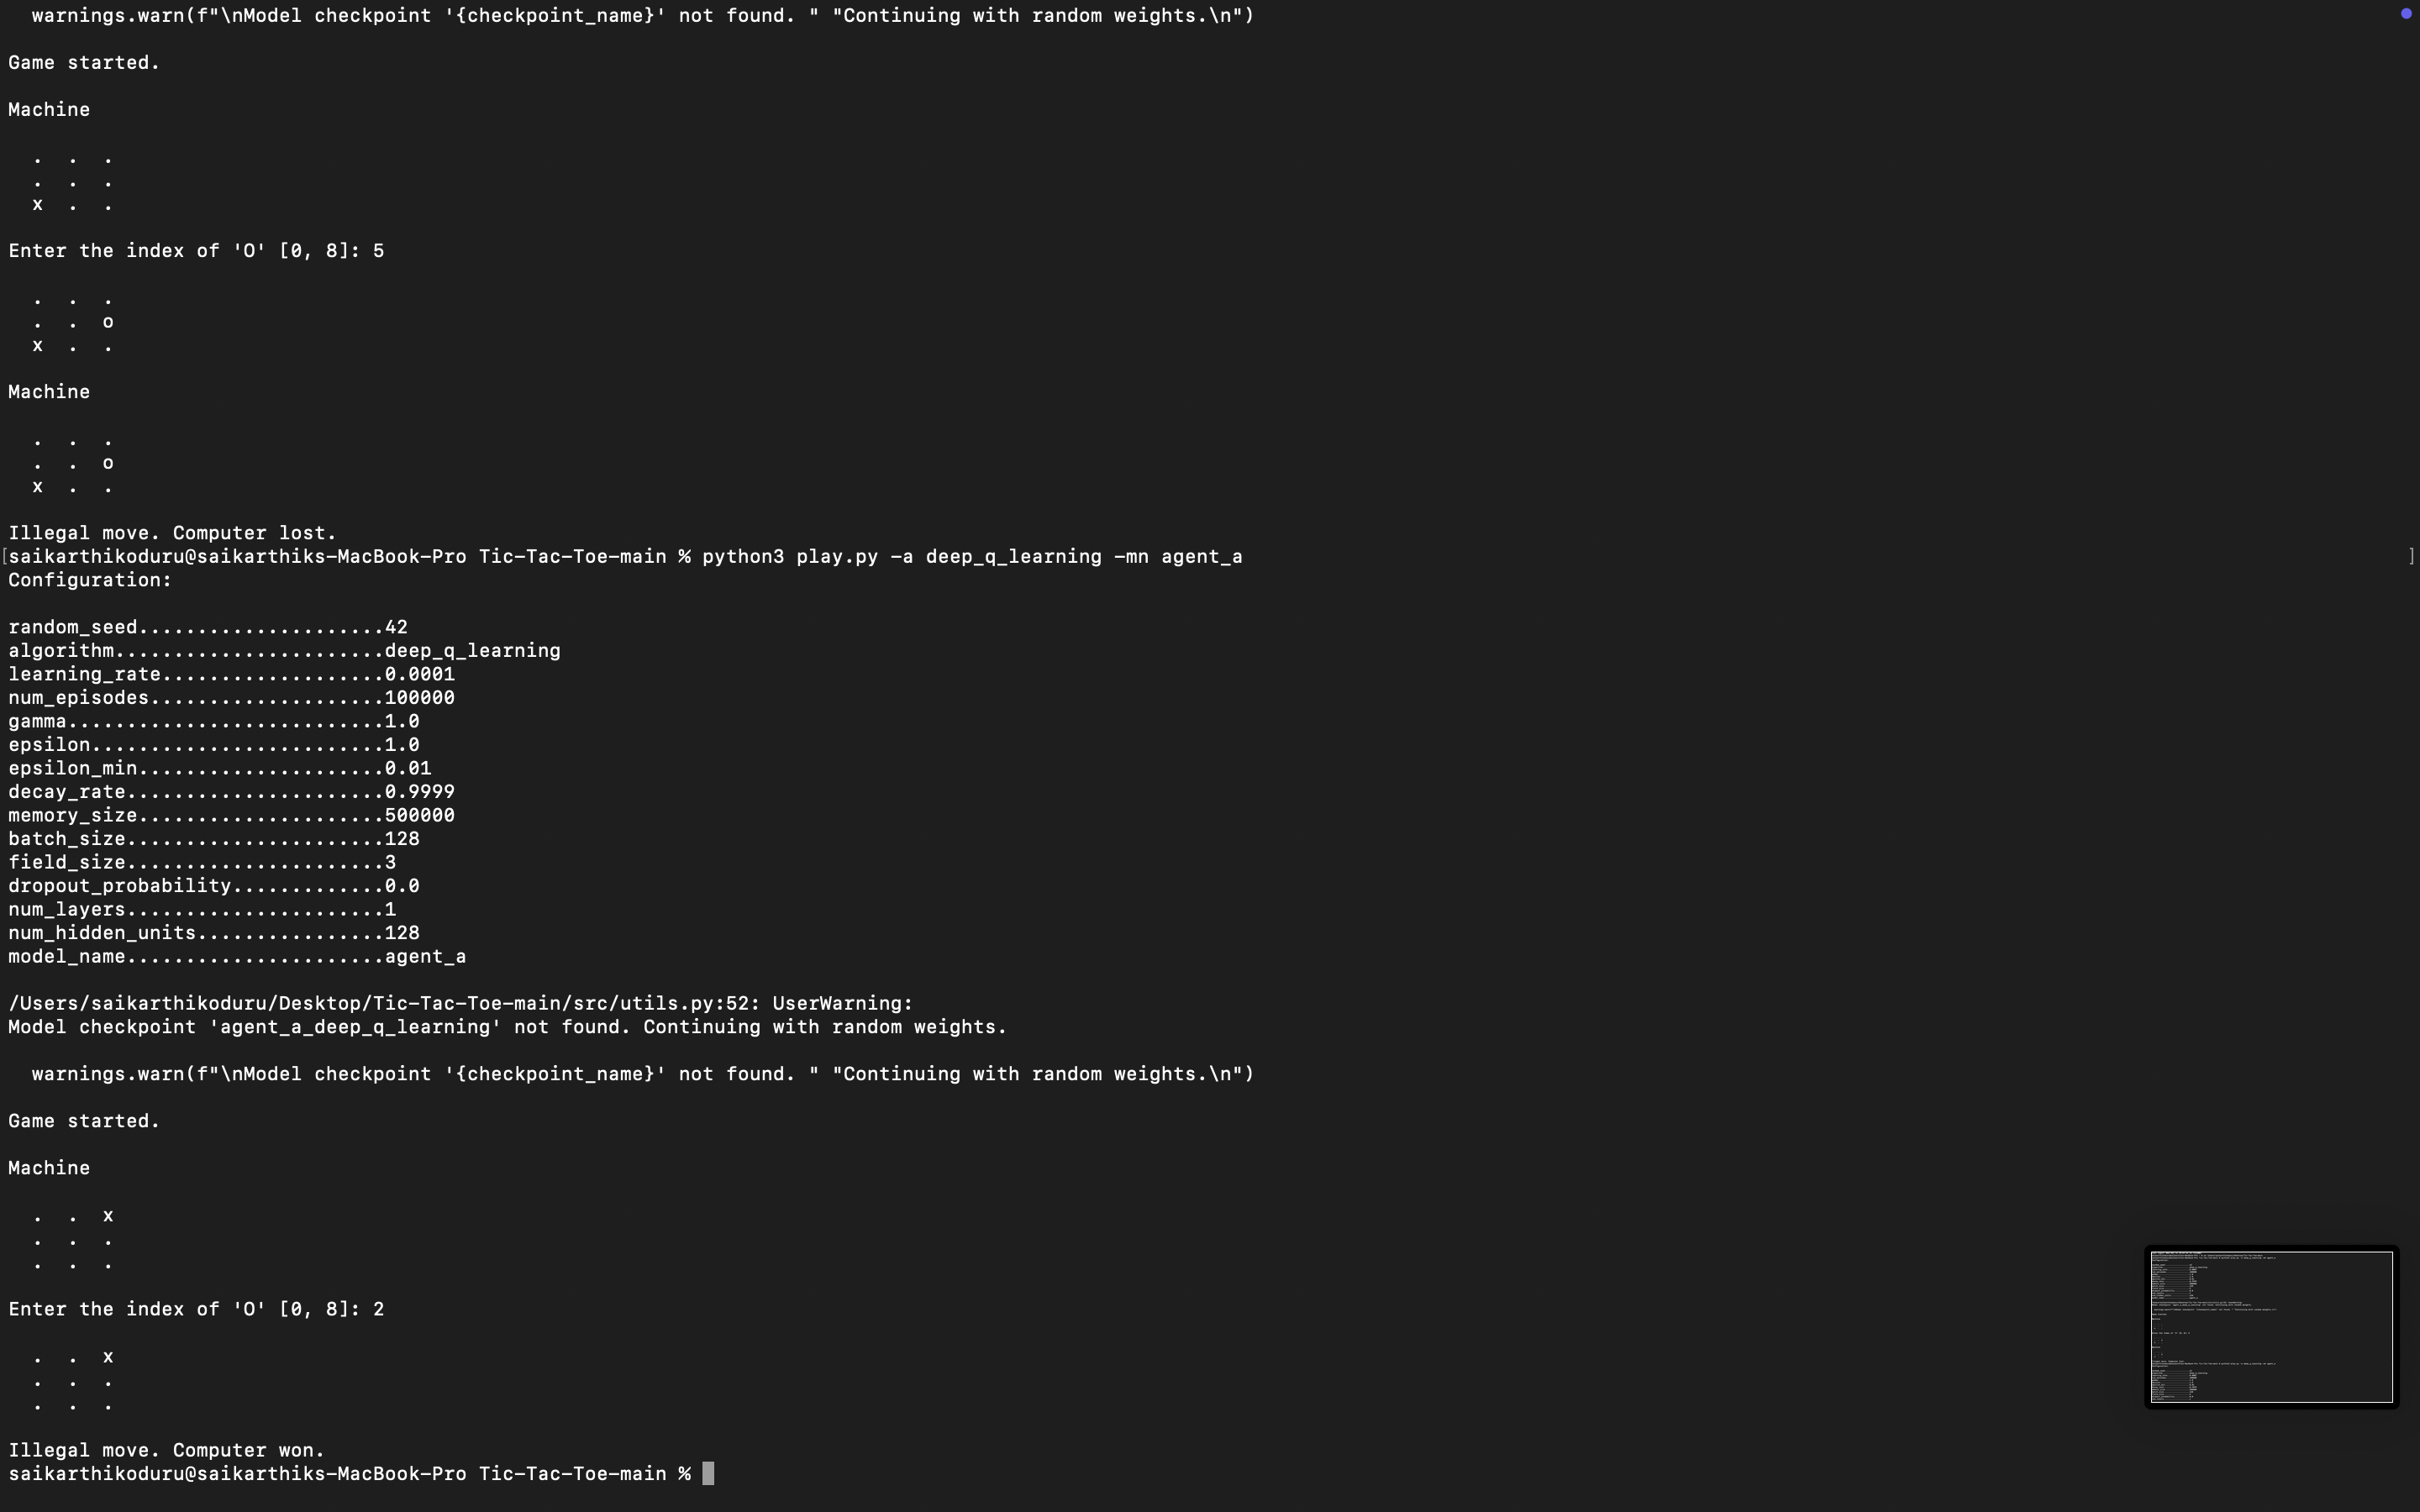 warnings.warn(f"\nModel checkpoint '{checkpoint_name}' not found. " "Continuing with random weights.\n")
Game started.
Machine
. . .
. . .
x . .
Enter the index of 'O' [0, 8]: 5
. . .
. . o
x . .
Machine
. . .
. . o
x . .
Illegal move. Computer lost.
[saikarthikoduru@saikarthiks-MacBook-Pro Tic-Tac-Toe-main % python3 play.py -a deep_q_learning -mn agent_a ]
Configuration:
random_seed.....................42
algorithm.......................deep_q_learning
learning_rate...................0.0001
num_episodes....................100000
gamma...........................1.0
epsilon.........................1.0
epsilon_min.....................0.01
decay_rate......................0.9999
memory_size.....................500000
batch_size......................128
field_size......................3
dropout_probability.............0.0
num_layers......................1
num_hidden_units................128
model_name......................agent_a
/Users/saikarthikoduru/Desktop/Tic-Tac-Toe-main/src/utils.py:52: UserWarning:
Model checkpoint 'agent_a_deep_q_learning' not found. Continuing with random weights.
  warnings.warn(f"\nModel checkpoint '{checkpoint_name}' not found. " "Continuing with random weights.\n")
Game started.
Machine
. . x
. . .
. . .
Enter the index of 'O' [0, 8]: 2
. . x
. . .
. . .
Illegal move. Computer won.
saikarthikoduru@saikarthiks-MacBook-Pro Tic-Tac-Toe-main %